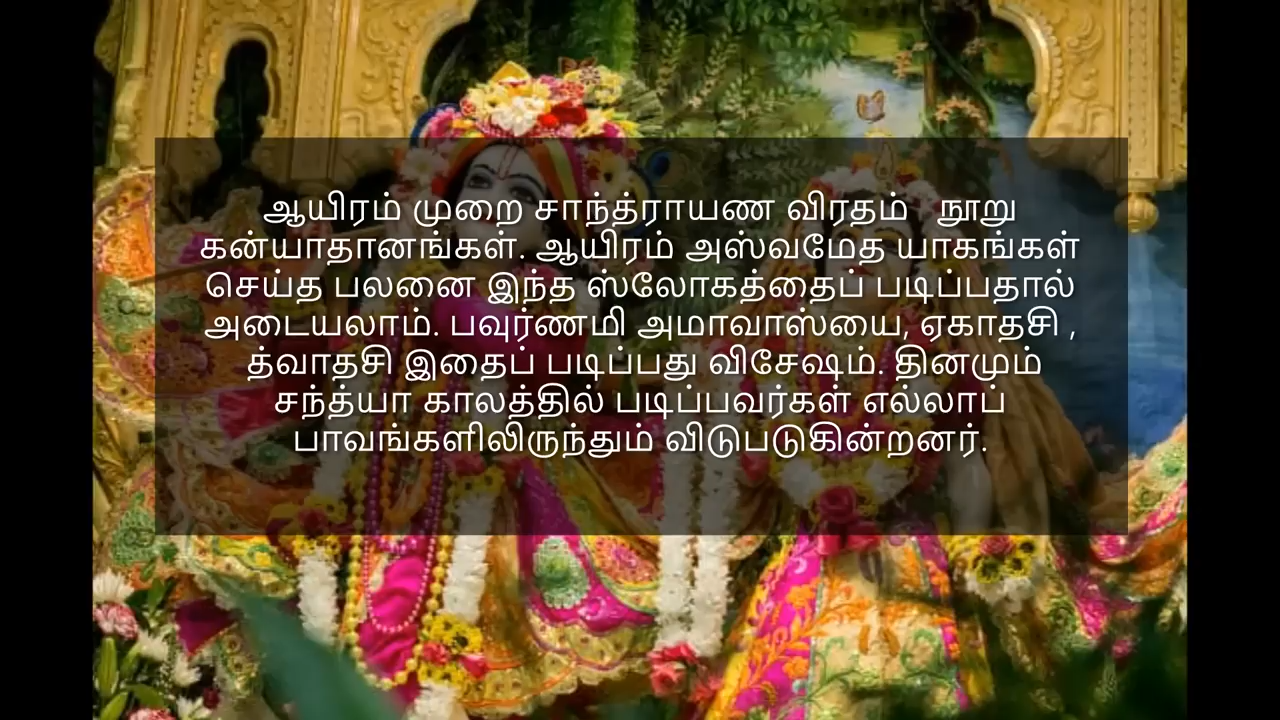 ஆயிரம் முறை சாந்த்ராயண விரதம் நூறு
கன்யாதானங்கள். ஆயிரம் அஸ்வமேத யாகங்கள்
செய்த பலனை இந்த ஸ்லோகத்தைப் படிப்பதால்
அடையலாம். பவுர்ணமி அமாவாஸ்யை, ஏகாதசி ,
த்வாதசி இதைப் படிப்பது விசேஷம். தினமும்
சந்த்யா காலத்தில் படிப்பவர்கள் எல்லாப்
பாவங்களிலிருந்தும் விடுபடுகின்றனர்.